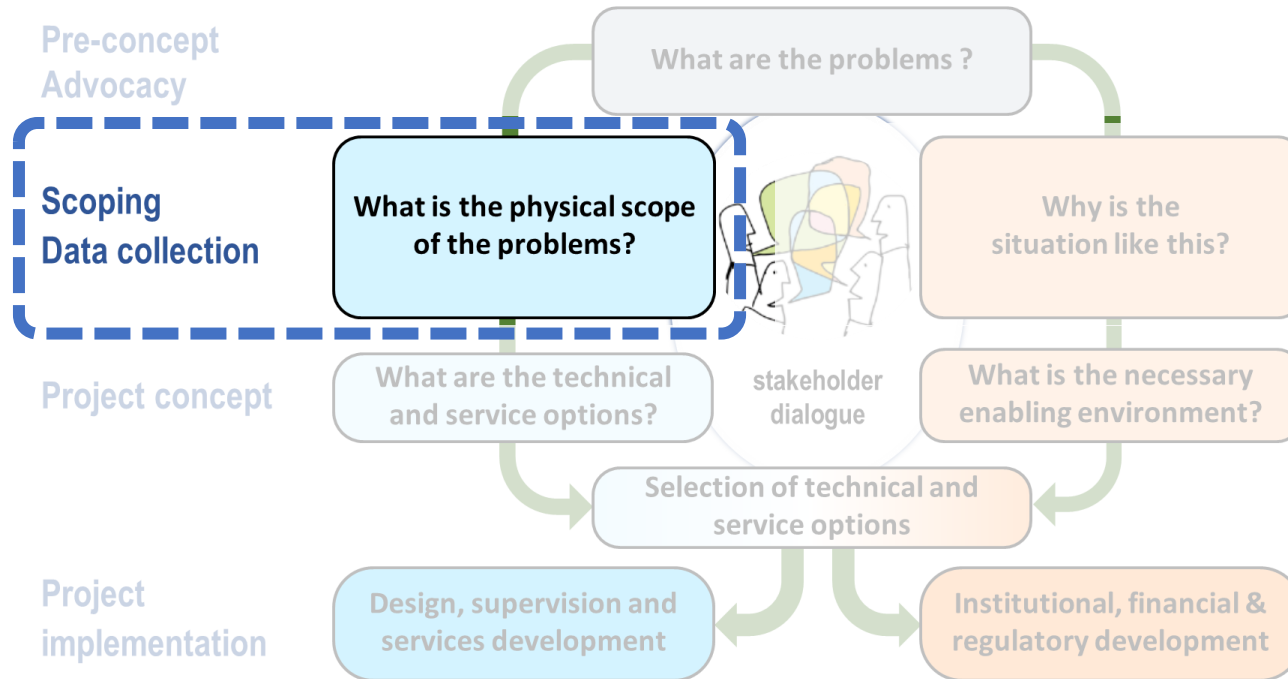 Pre-concept
Advocacy
What are the problems ?
Scoping
Data collection
What is the physical scope
of the problems?
Why is the
situation like this?
Project concept
What are the technical
and service options?
stakeholder
dialogue
What is the necessary
enabling environment?
Selection of technical and
service options
Project
implementation
Design, supervision and
services development
Institutional, financial &
regulatory development